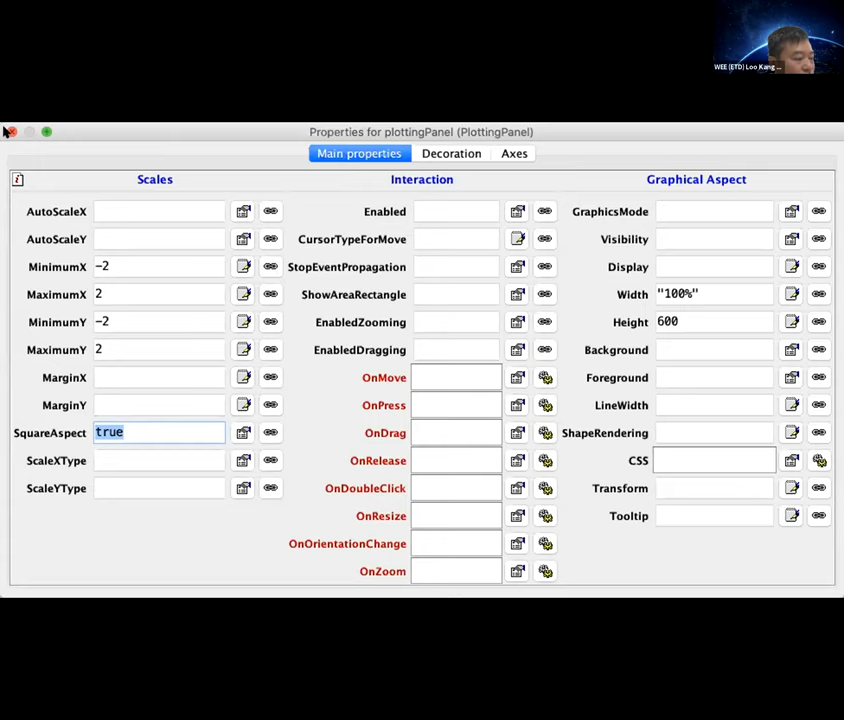 WEE (ETD) Loo Kang ...
Properties for plottingPanel (PlottingPanel)
Main properties
Decoration
Axes
Scales
Interaction
Graphical Aspect
AutoScaleX
Enabled
GraphicsMode
AutoScaleY
CursorTypeForMove
Visibility
MinimumX -2
StopEventPropagation
Display
MaximumX 2
ShowAreaRectangle
Width "100%"
MinimumY -2
EnabledZooming
Height 600
MaximumY 2
EnabledDragging
Background
MarginX
OnMove
Foreground
MarginY
OnPress
LineWidth
SquareAspect true
OnDrag
ShapeRendering
ScaleXType
OnRelease
CSS
ScaleYType
OnDoubleClick
Transform
OnResize
Tooltip
OnOrientationChange
OnZoom